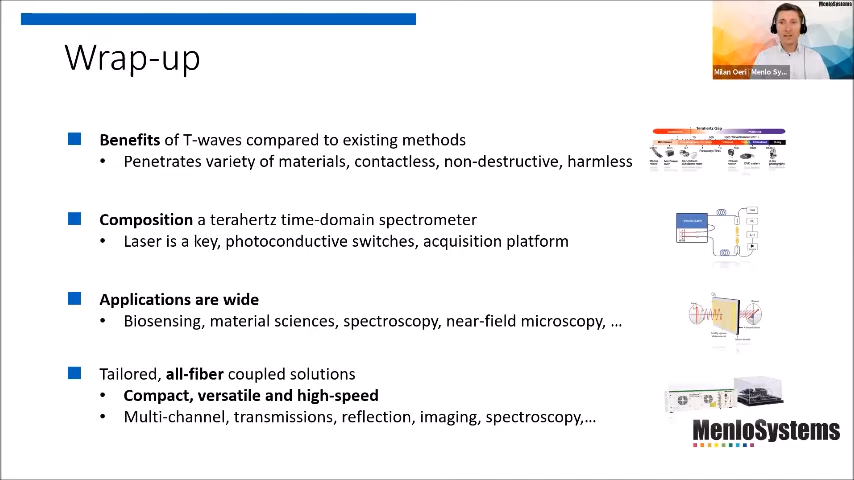 MenloSystems
Wrap-up
Milan Oeri | Menlo Sy...
Benefits of T-waves compared to existing methods
• Penetrates variety of materials, contactless, non-destructive, harmless
Terahertz Gap
Composition a terahertz time-domain spectrometer
• Laser is a key, photoconductive switches, acquisition platform
Applications are wide
• Biosensing, material sciences, spectroscopy, near-field microscopy, ...
Tailored, all-fiber coupled solutions
• Compact, versatile and high-speed
• Multi-channel, transmissions, reflection, imaging, spectroscopy,...
MenloSystems